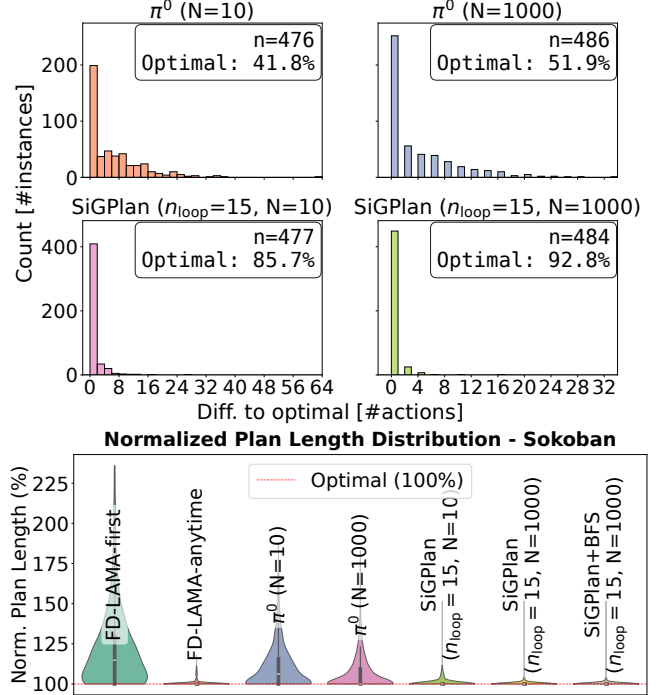 π⁰ (N=10)
π⁰ (N=1000)
n=476
Optimal: 41.8%
n=486
Optimal: 51.9%
200
100
0
Count [#instances]
SiGPlan (n_loop=15, N=10)
SiGPlan (n_loop=15, N=1000)
n=477
Optimal: 85.7%
n=484
Optimal: 92.8%
400
200
0
0 8 16 24 32 40 48 56 64
0 4 8 12 16 20 24 28 32
Diff. to optimal [#actions]
Normalized Plan Length Distribution - Sokoban
Norm. Plan Length (%)
225
200
175
150
125
100
Optimal (100%)
FD-LAMA-first
FD-LAMA-anytime
π⁰ (N=10)
π⁰ (N=1000)
SiGPlan
(n_loop = 15, N=10)
SiGPlan
(n_loop = 15, N=1000)
SiGPlan+BFS
(n_loop = 15, N=1000)